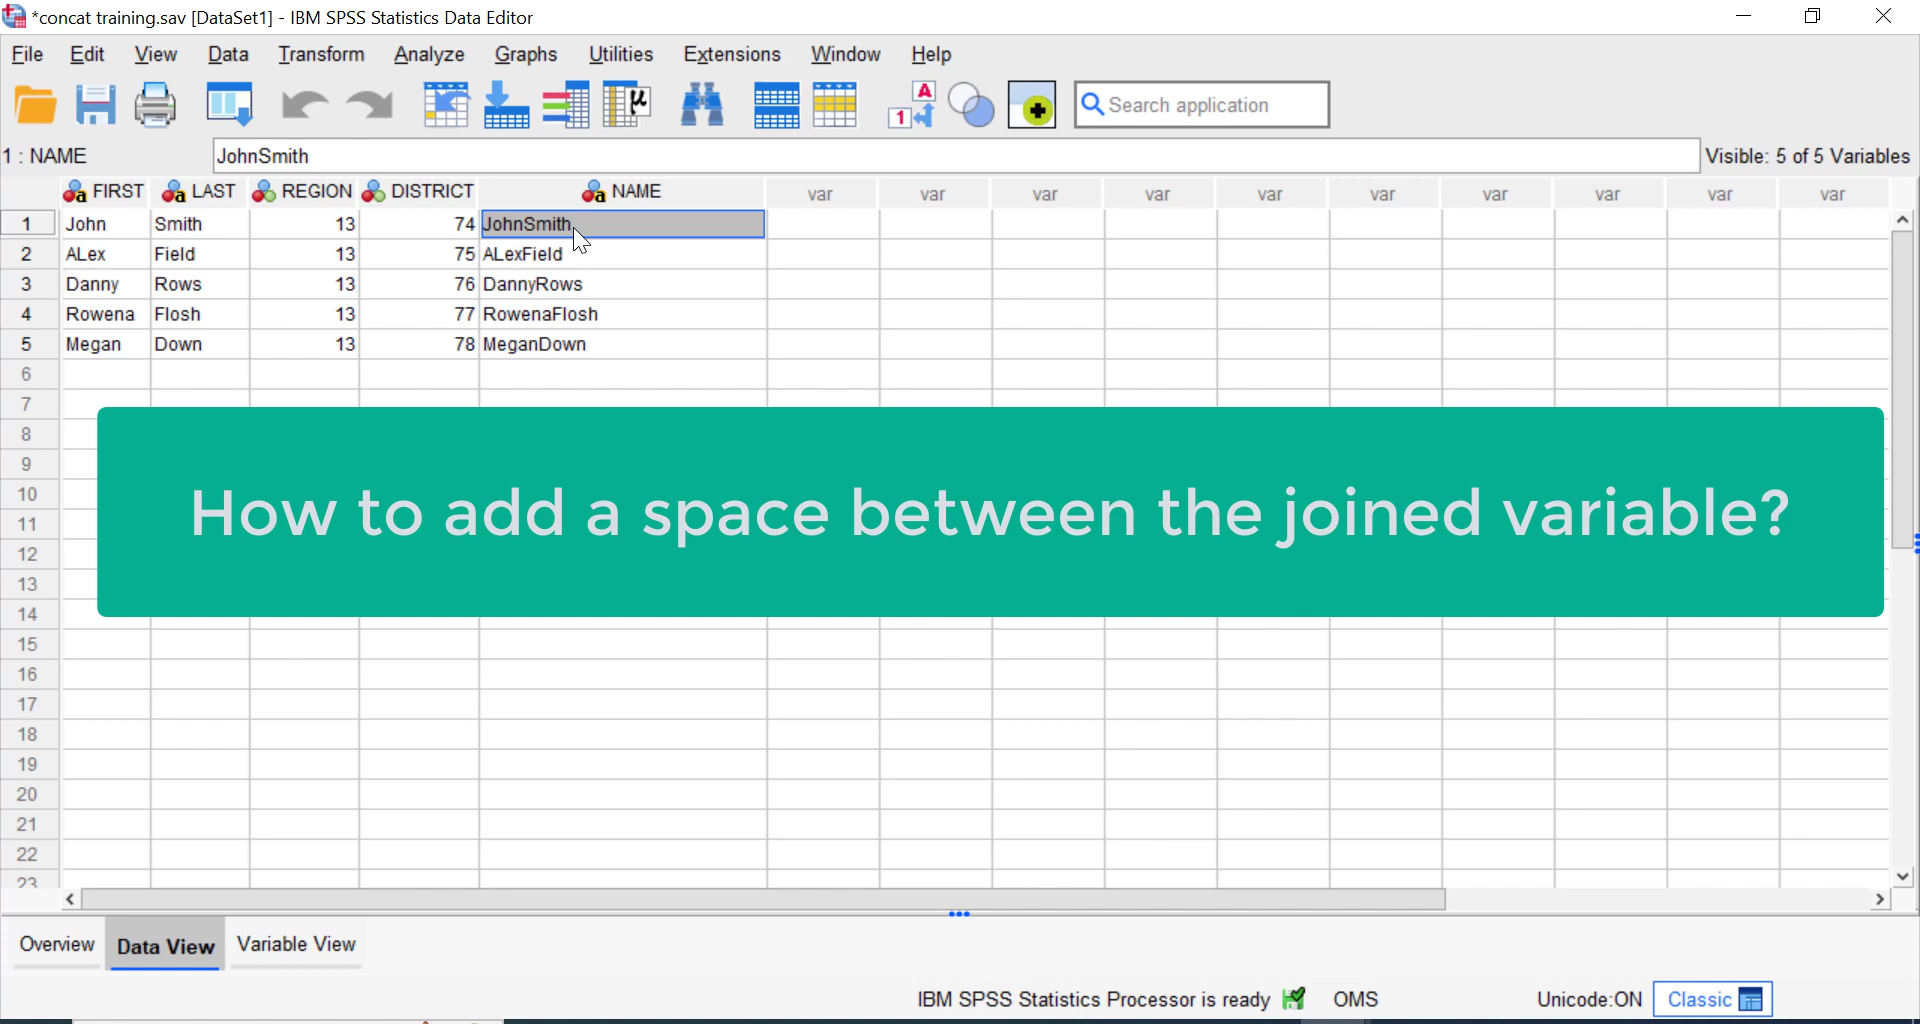 *concat training.sav [DataSet1] - IBM SPSS Statistics Data Editor
File Edit View Data Transform Analyze Graphs Utilities Extensions Window Help
A
1
μ
Search application
1 : NAME JohnSmith Visible: 5 of 5 Variables
FIRST LAST REGION DISTRICT NAME var var var var var var var var var var
1 John Smith 13 74 JohnSmith
2 ALex Field 13 75 ALexField
3 Danny Rows 13 76 DannyRows
4 Rowena Flosh 13 77 RowenaFlosh
5 Megan Down 13 78 MeganDown
6
7
8
9
10
11
12
13
14
15
16
17
18
19
20
21
22
23
How to add a space between the joined variable?
Overview Data View Variable View
IBM SPSS Statistics Processor is ready OMS Unicode:ON Classic